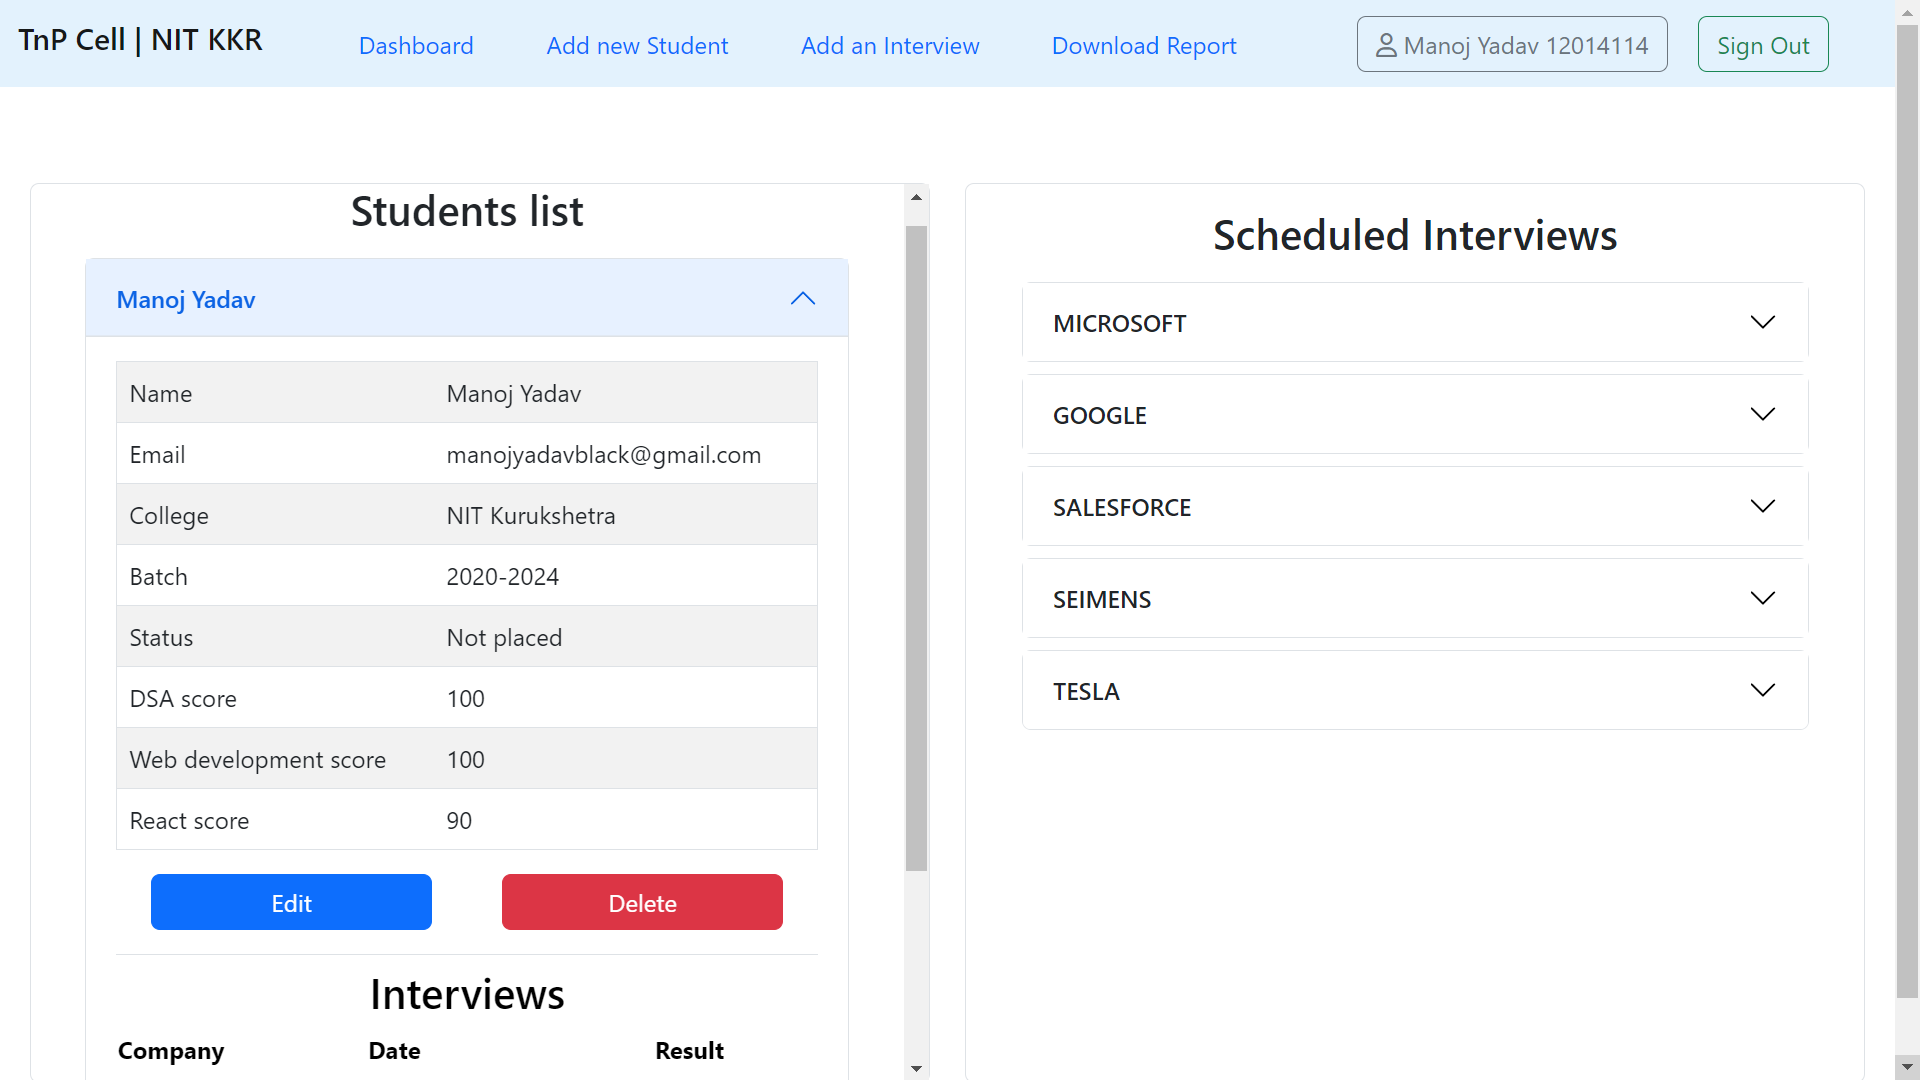 TnP Cell | NIT KKR
Dashboard
Add new Student
Add an Interview
Download Report
Manoj Yadav 12014114
Sign Out
Students list
Manoj Yadav
Name Manoj Yadav
Email manojyadavblack@gmail.com
College NIT Kurukshetra
Batch 2020-2024
Status Not placed
DSA score 100
Web development score 100
React score 90
Edit Delete
Interviews
Company Date Result
Scheduled Interviews
MICROSOFT
GOOGLE
SALESFORCE
SEIMENS
TESLA